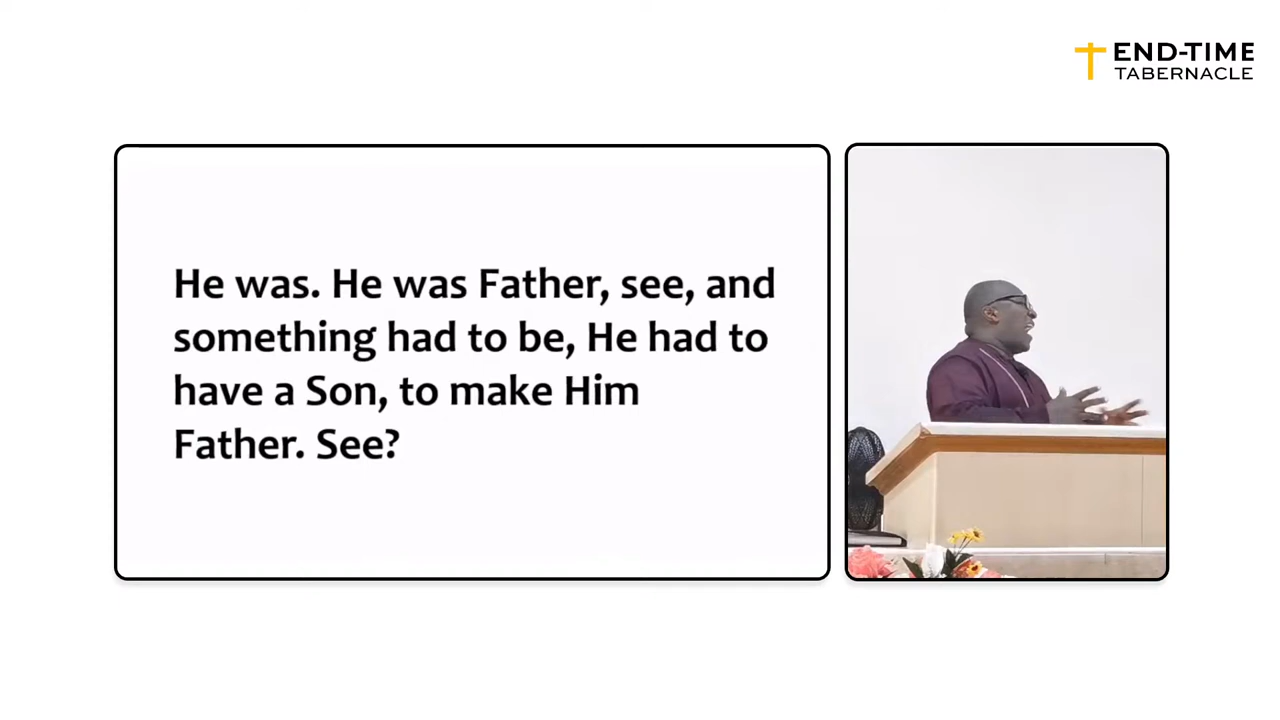 END-TIME
TABERNACLE
He was. He was Father, see, and
something had to be, He had to
have a Son, to make Him
Father. See?